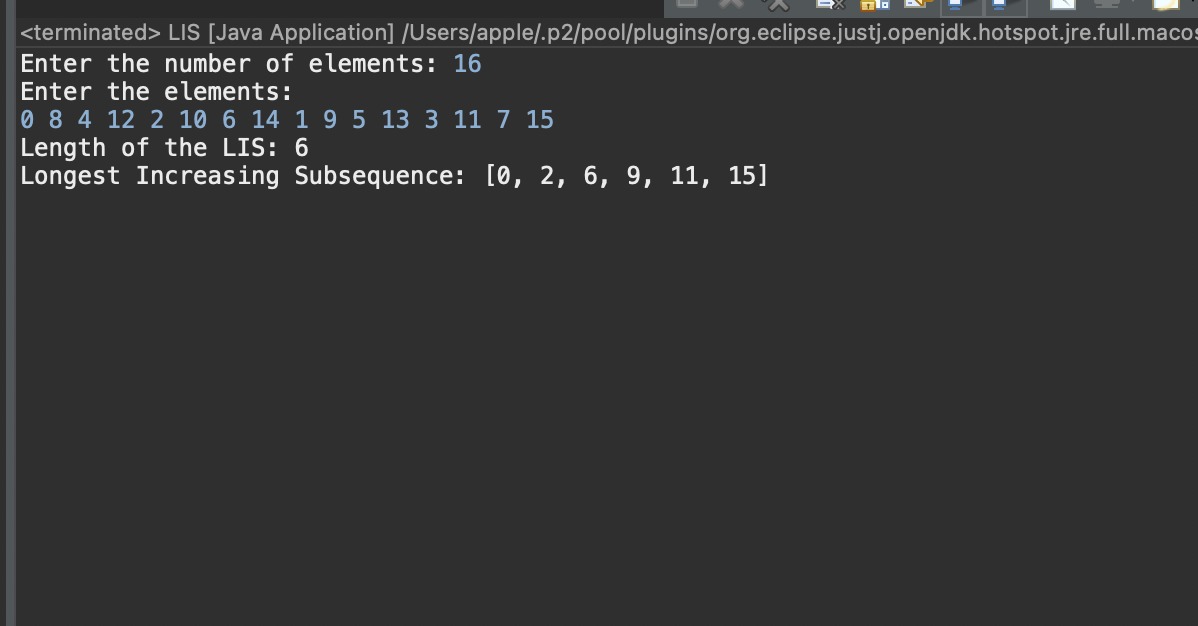 <terminated> LIS [Java Application] /Users/apple/.p2/pool/plugins/org.eclipse.justj.openjdk.hotspot.jre.full.macos
Enter the number of elements: 16
Enter the elements:
0 8 4 12 2 10 6 14 1 9 5 13 3 11 7 15
Length of the LIS: 6
Longest Increasing Subsequence: [0, 2, 6, 9, 11, 15]